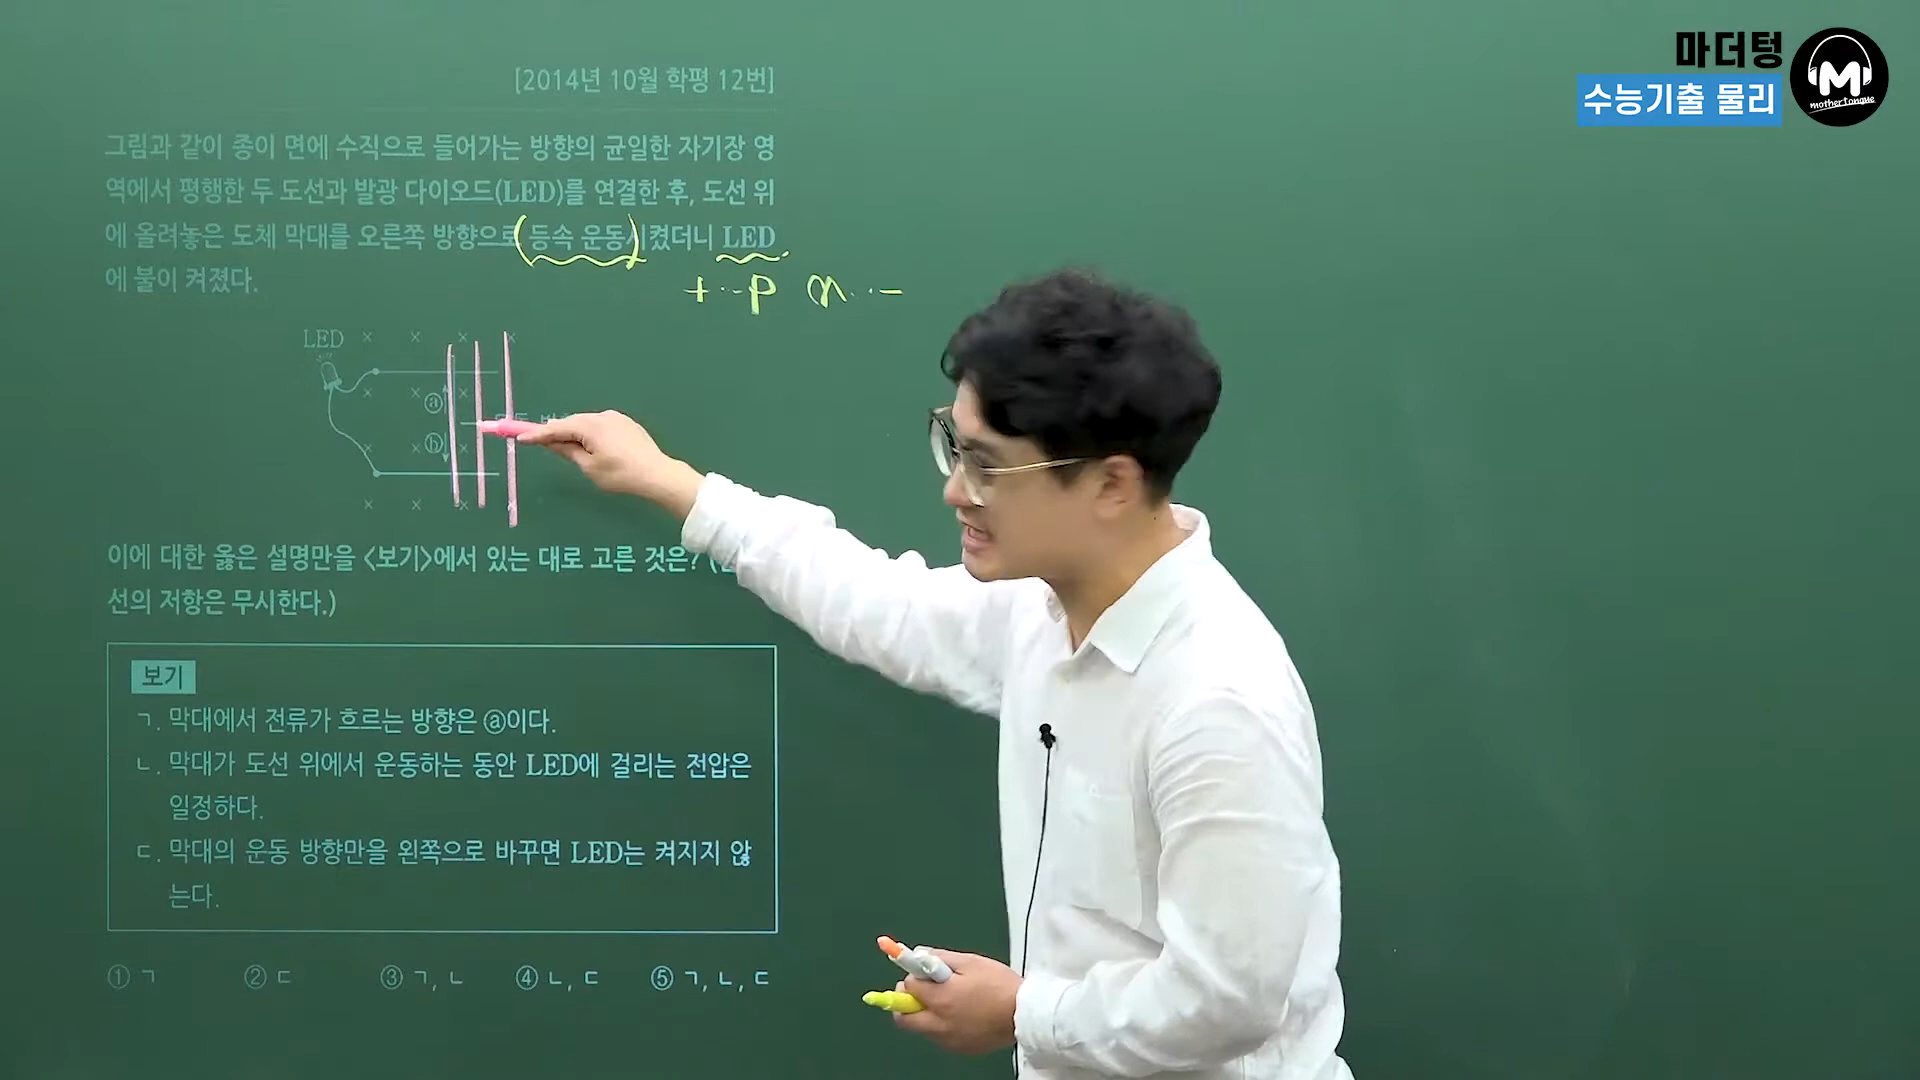 마더텅
수능기출 물리
mother tongue
[2014년 10월 학평 12번]
그림과 같이 종이 면에 수직으로 들어가는 방향의 균일한 자기장 영
역에서 평행한 두 도선과 발광 다이오드(LED)를 연결한 후, 도선 위
에 올려놓은 도체 막대를 오른쪽 방향으로 등속 운동시켰더니 LED
에 불이 켜졌다.
+ ‥ p n ‥ −
LED
ⓐ
ⓑ
이에 대한 옳은 설명만을 <보기>에서 있는 대로 고른 것은? (
선의 저항은 무시한다.)
보기
ㄱ. 막대에서 전류가 흐르는 방향은 ⓐ이다.
ㄴ. 막대가 도선 위에서 운동하는 동안 LED에 걸리는 전압은
일정하다.
ㄷ. 막대의 운동 방향만을 왼쪽으로 바꾸면 LED는 켜지지 않
는다.
① ㄱ ② ㄷ ③ ㄱ, ㄴ ④ ㄴ, ㄷ ⑤ ㄱ, ㄴ, ㄷ